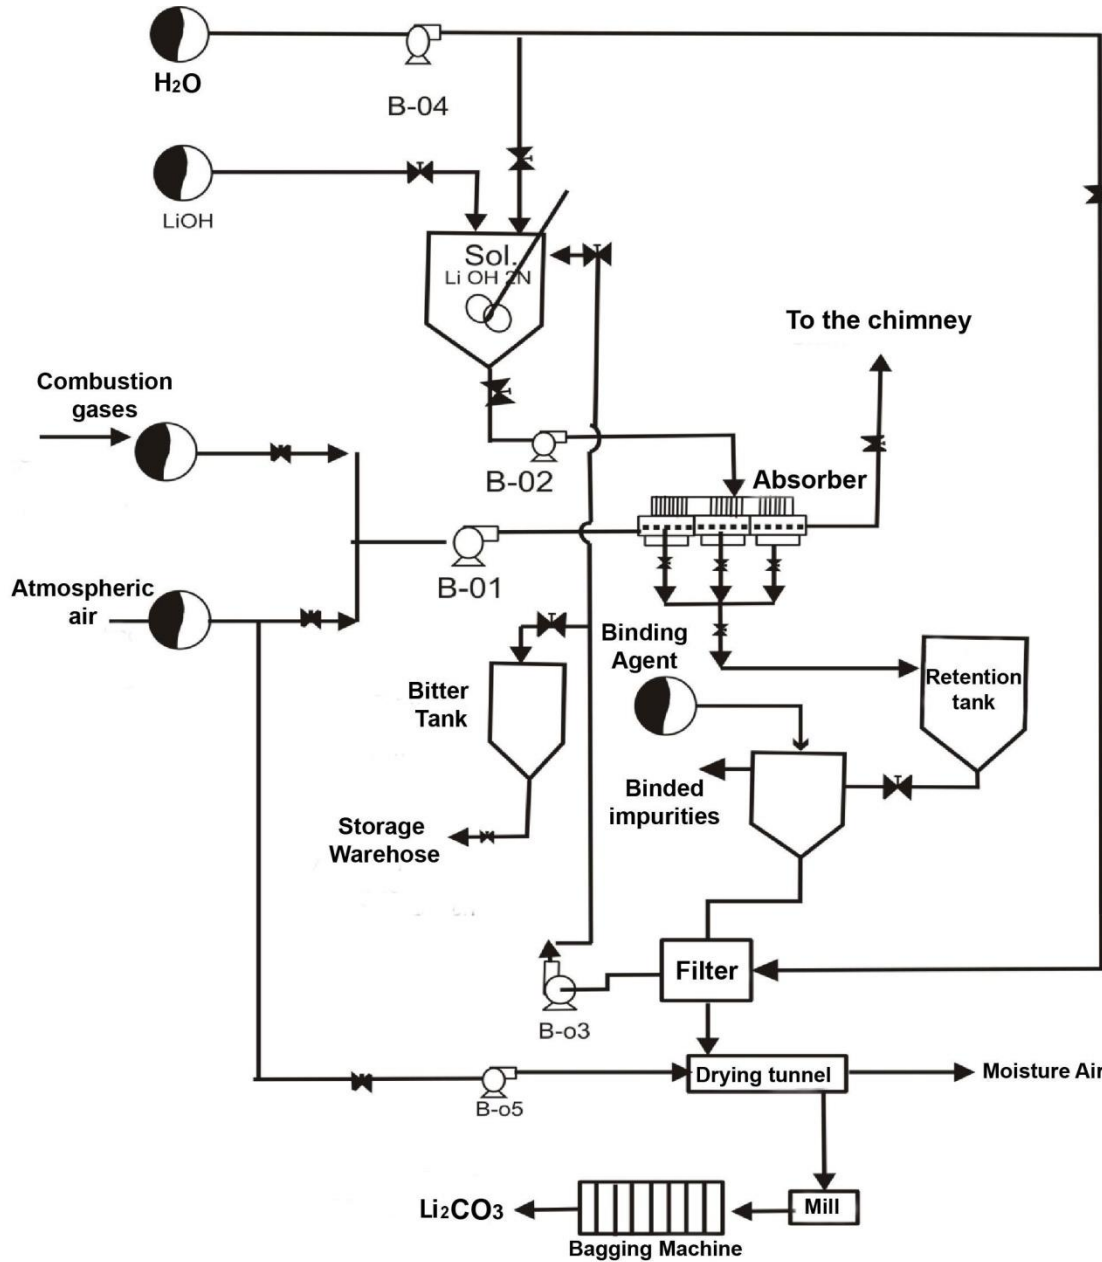 H₂O
B-04
LiOH
Sol.
Li OH 2N
To the chimney
Combustion
gases
B-02
Absorber
B-01
Atmospheric
air
Binding
Agent
Bitter
Tank
Retention
tank
Binded
impurities
Storage
Warehose
Filter
B-o3
Drying tunnel
Moisture Air
B-o5
Mill
Li₂CO₃
Bagging Machine